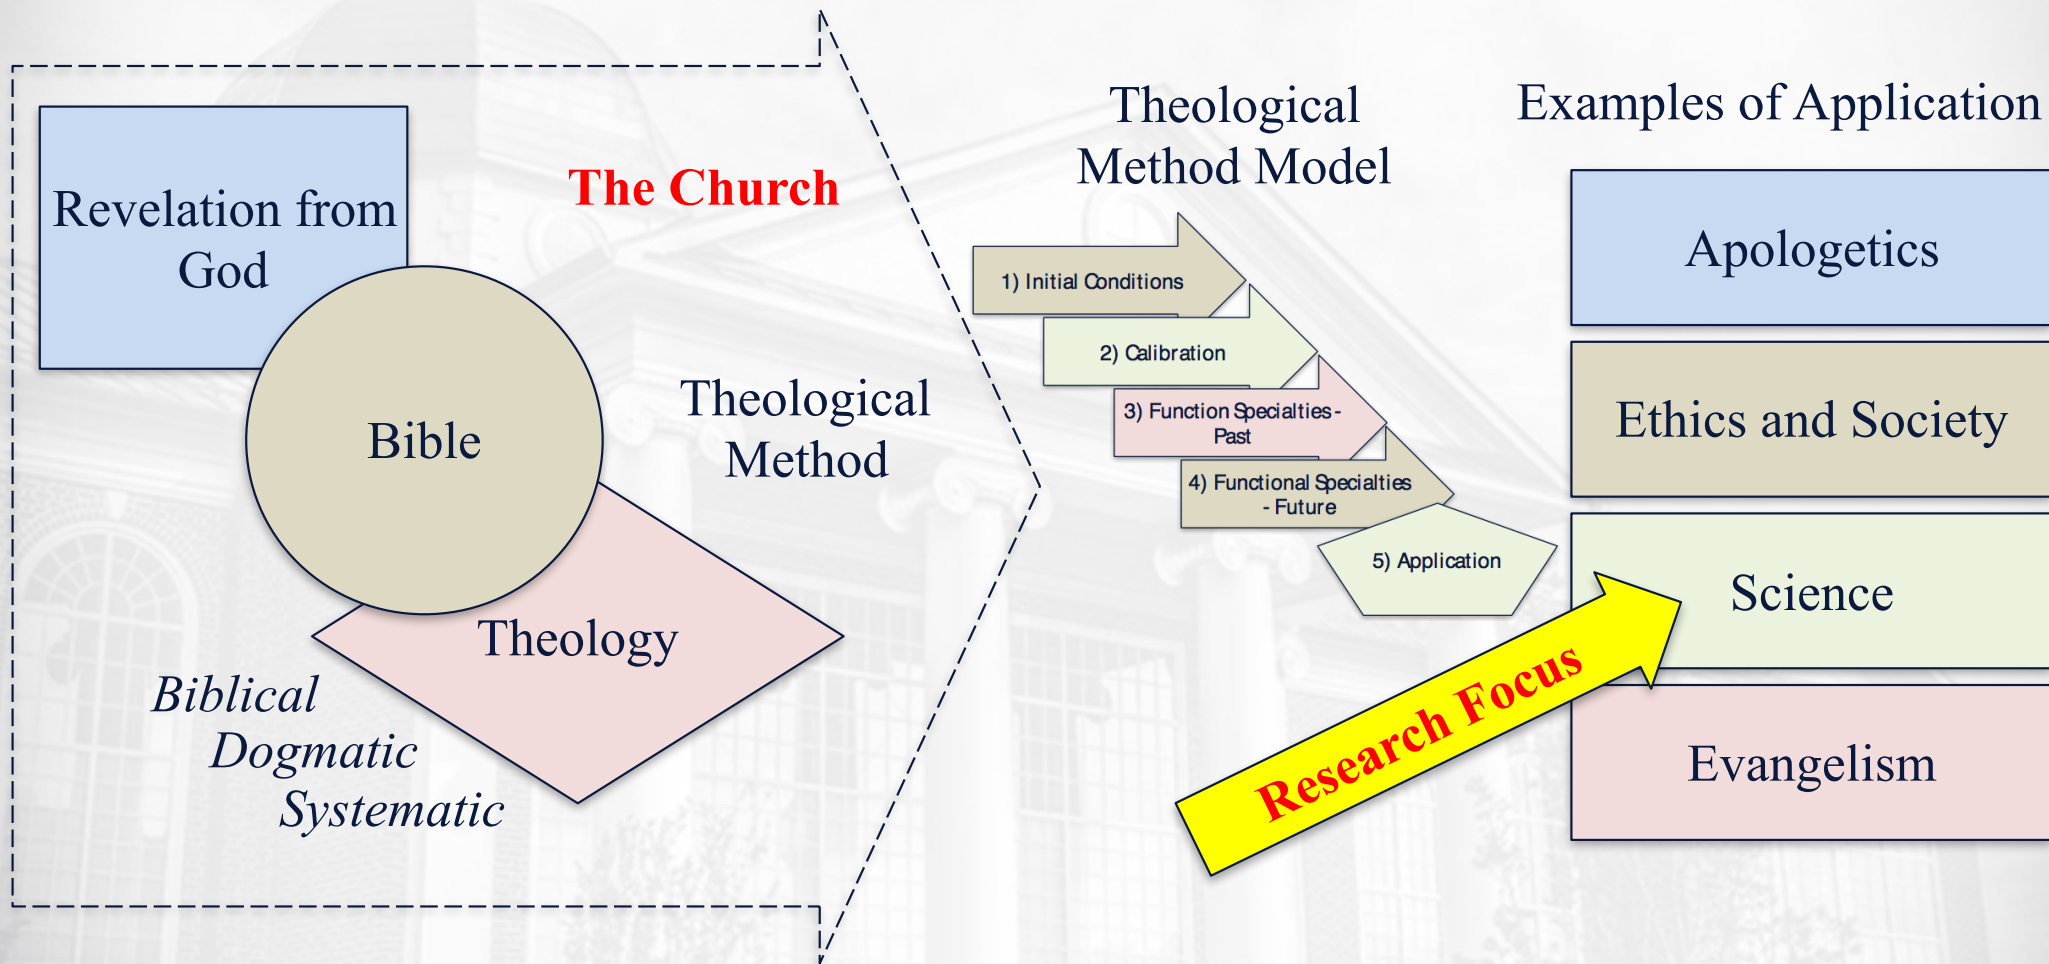 Revelation from
God
Bible
Theology
Biblical
Dogmatic
Systematic
The Church
Theological
Method
Theological
Method Model
1) Initial Conditions
2) Calibration
3) Function Specialties-
Past
4) Functional Specialties
- Future
5) Application
Research Focus
Examples of Application
Apologetics
Ethics and Society
Science
Evangelism